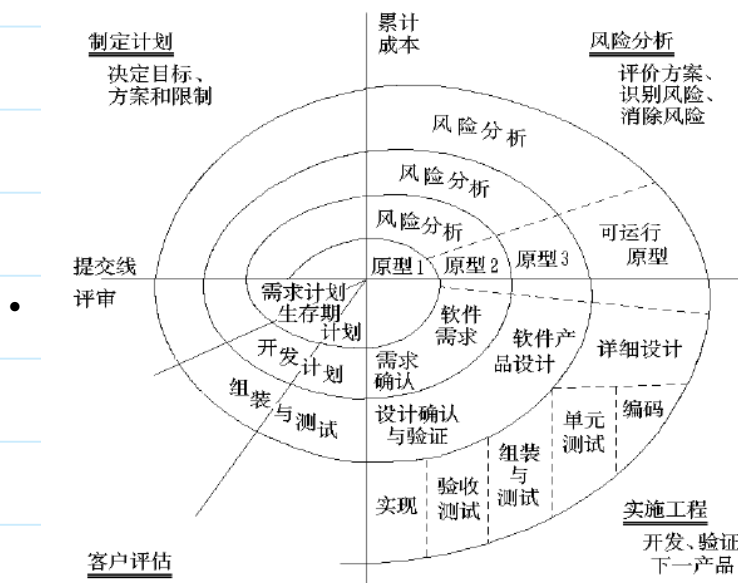 累计
成本
制定计划
决定目标、
方案和限制
风险分析
评价方案、
识别风险、
消除风险
风险分析
风险分析
风险分析
可运行
原型
原型1
原型2
原型3
提交线
评审
需求计划
生存期
计划
开发计划
组装与测试
软件
需求
需求
确认
软件产
品设计
详细设计
设计确认
与验证
实现
验收
测试
组装
与
测试
单元
测试
编码
客户评估
实施工程
开发、验证
下一产品